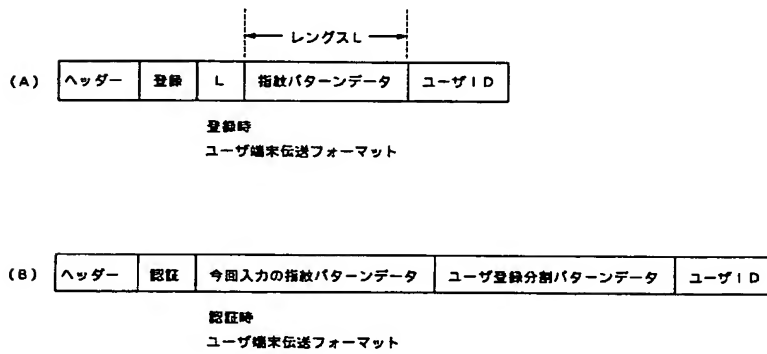 レングスL
(A) ヘッダー 登録 L 指紋パターンデータ ユーザID
登録時
ユーザ端末伝送フォーマット
(B) ヘッダー 認証 今回入力の指紋パターンデータ ユーザ登録分割パターンデータ ユーザID
認証時
ユーザ端末伝送フォーマット